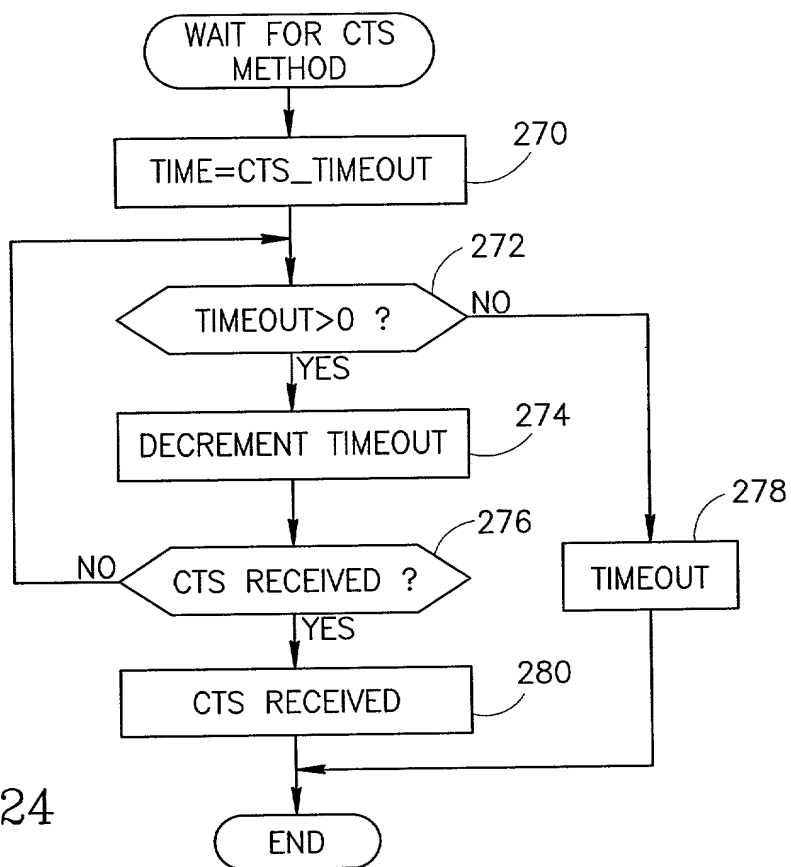 WAIT FOR CTS
METHOD
270
TIME=CTS_TIMEOUT
272
TIMEOUT>0 ?
NO
YES
274
DECREMENT TIMEOUT
276
278
CTS RECEIVED ?
NO
TIMEOUT
YES
280
CTS RECEIVED
24
END